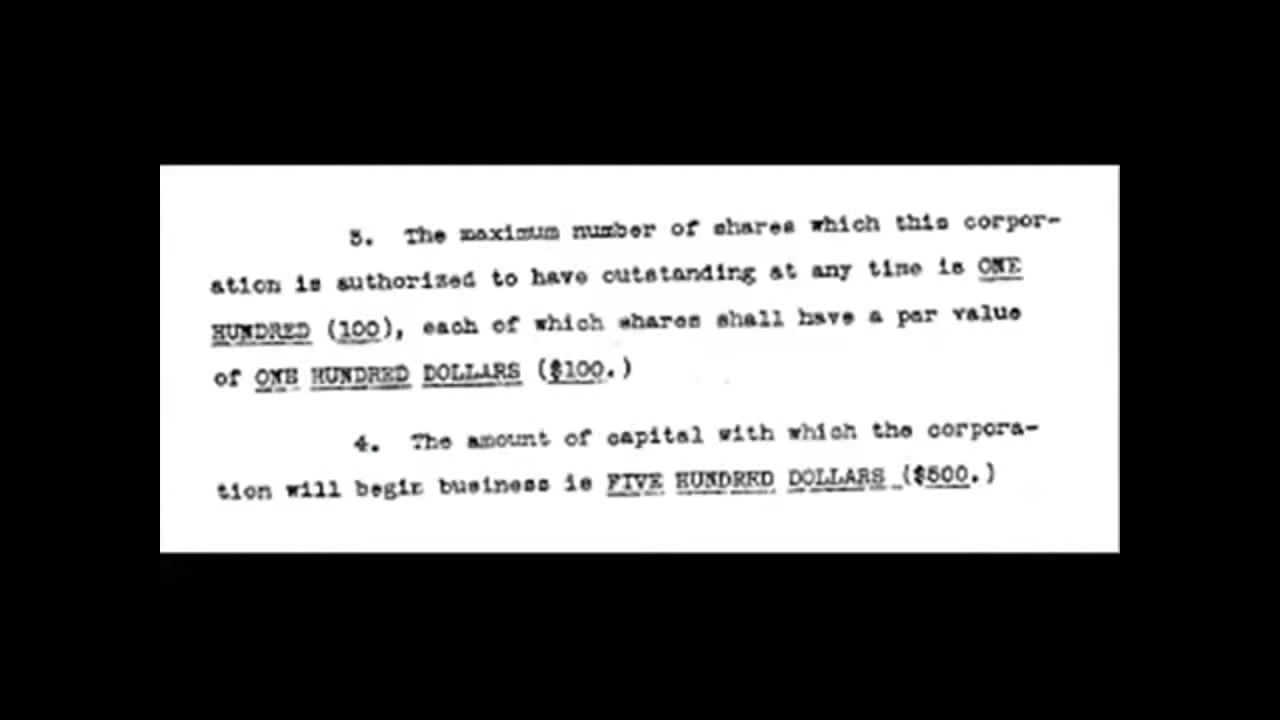 3. The maximum number of shares which this corpor-
ation is authorized to have outstanding at any time is ONE
HUNDRED (100), each of which shares shall have a par value
of ONE HUNDRED DOLLARS ($100.)
4. The amount of capital with which the corpora-
tion will begin business is FIVE HUNDRED DOLLARS ($500.)